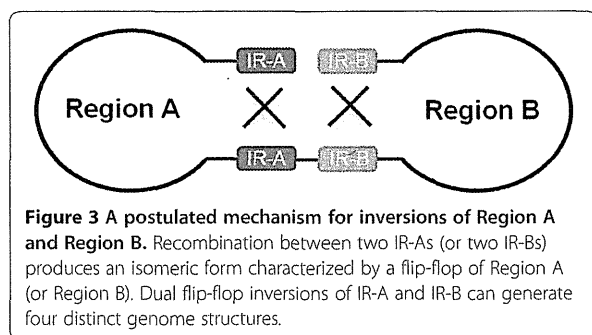 IR-A IR-B
Region A Region B
IR-A IR-B
Figure 3 A postulated mechanism for inversions of Region A
and Region B. Recombination between two IR-As (or two IR-Bs)
produces an isomeric form characterized by a flip-flop of Region A
(or Region B). Dual flip-flop inversions of IR-A and IR-B can generate
four distinct genome structures.